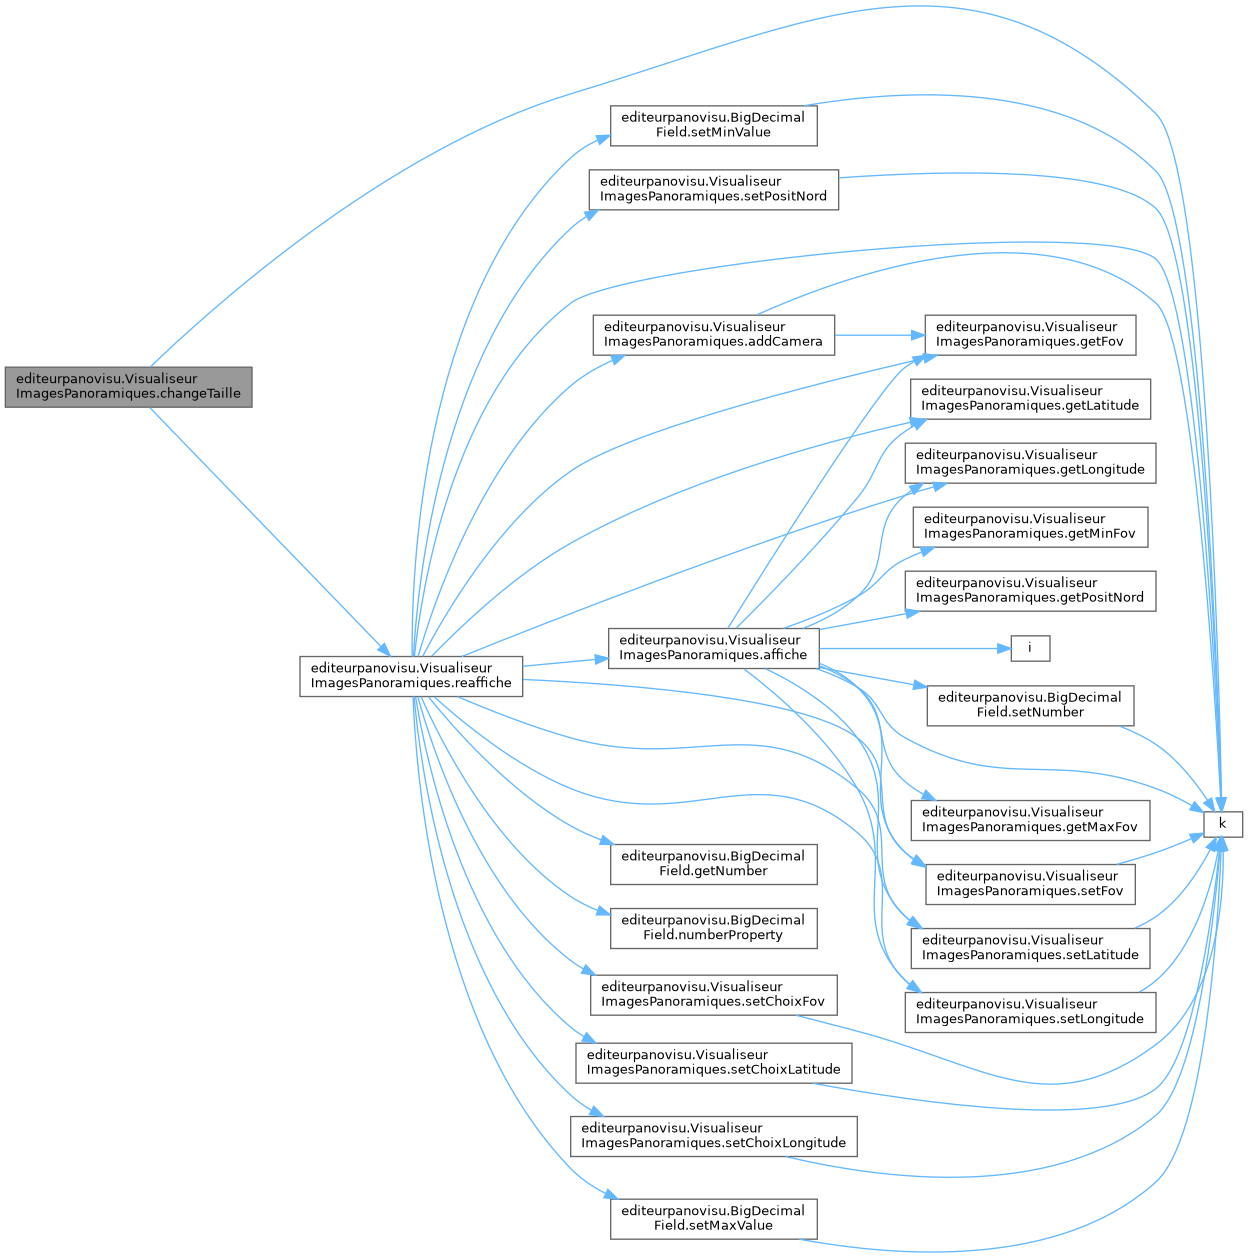 editeurpanovisu.BigDecimal
Field.setMinValue
editeurpanovisu.Visualiseur
ImagesPanoramiques.setPositNord
editeurpanovisu.Visualiseur
ImagesPanoramiques.addCamera
editeurpanovisu.Visualiseur
ImagesPanoramiques.getFov
editeurpanovisu.Visualiseur
ImagesPanoramiques.changeTaille
editeurpanovisu.Visualiseur
ImagesPanoramiques.getLatitude
editeurpanovisu.Visualiseur
ImagesPanoramiques.getLongitude
editeurpanovisu.Visualiseur
ImagesPanoramiques.getMinFov
editeurpanovisu.Visualiseur
ImagesPanoramiques.getPositNord
editeurpanovisu.Visualiseur
ImagesPanoramiques.affiche
i
editeurpanovisu.Visualiseur
ImagesPanoramiques.reaffiche
editeurpanovisu.BigDecimal
Field.setNumber
editeurpanovisu.Visualiseur
ImagesPanoramiques.getMaxFov
k
editeurpanovisu.BigDecimal
Field.getNumber
editeurpanovisu.Visualiseur
ImagesPanoramiques.setFov
editeurpanovisu.BigDecimal
Field.numberProperty
editeurpanovisu.Visualiseur
ImagesPanoramiques.setLatitude
editeurpanovisu.Visualiseur
ImagesPanoramiques.setChoixFov
editeurpanovisu.Visualiseur
ImagesPanoramiques.setLongitude
editeurpanovisu.Visualiseur
ImagesPanoramiques.setChoixLatitude
editeurpanovisu.Visualiseur
ImagesPanoramiques.setChoixLongitude
editeurpanovisu.BigDecimal
Field.setMaxValue